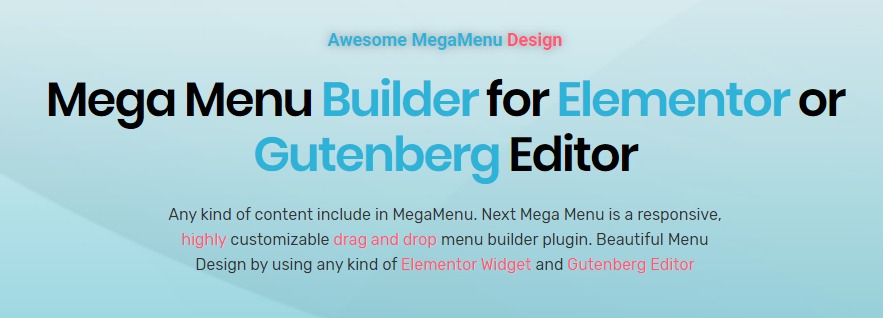 Awesome MegaMenu Design
Mega Menu Builder for Elementor or
Gutenberg Editor
Any kind of content include in MegaMenu. Next Mega Menu is a responsive,
highly customizable drag and drop menu builder plugin. Beautiful Menu
Design by using any kind of Elementor Widget and Gutenberg Editor